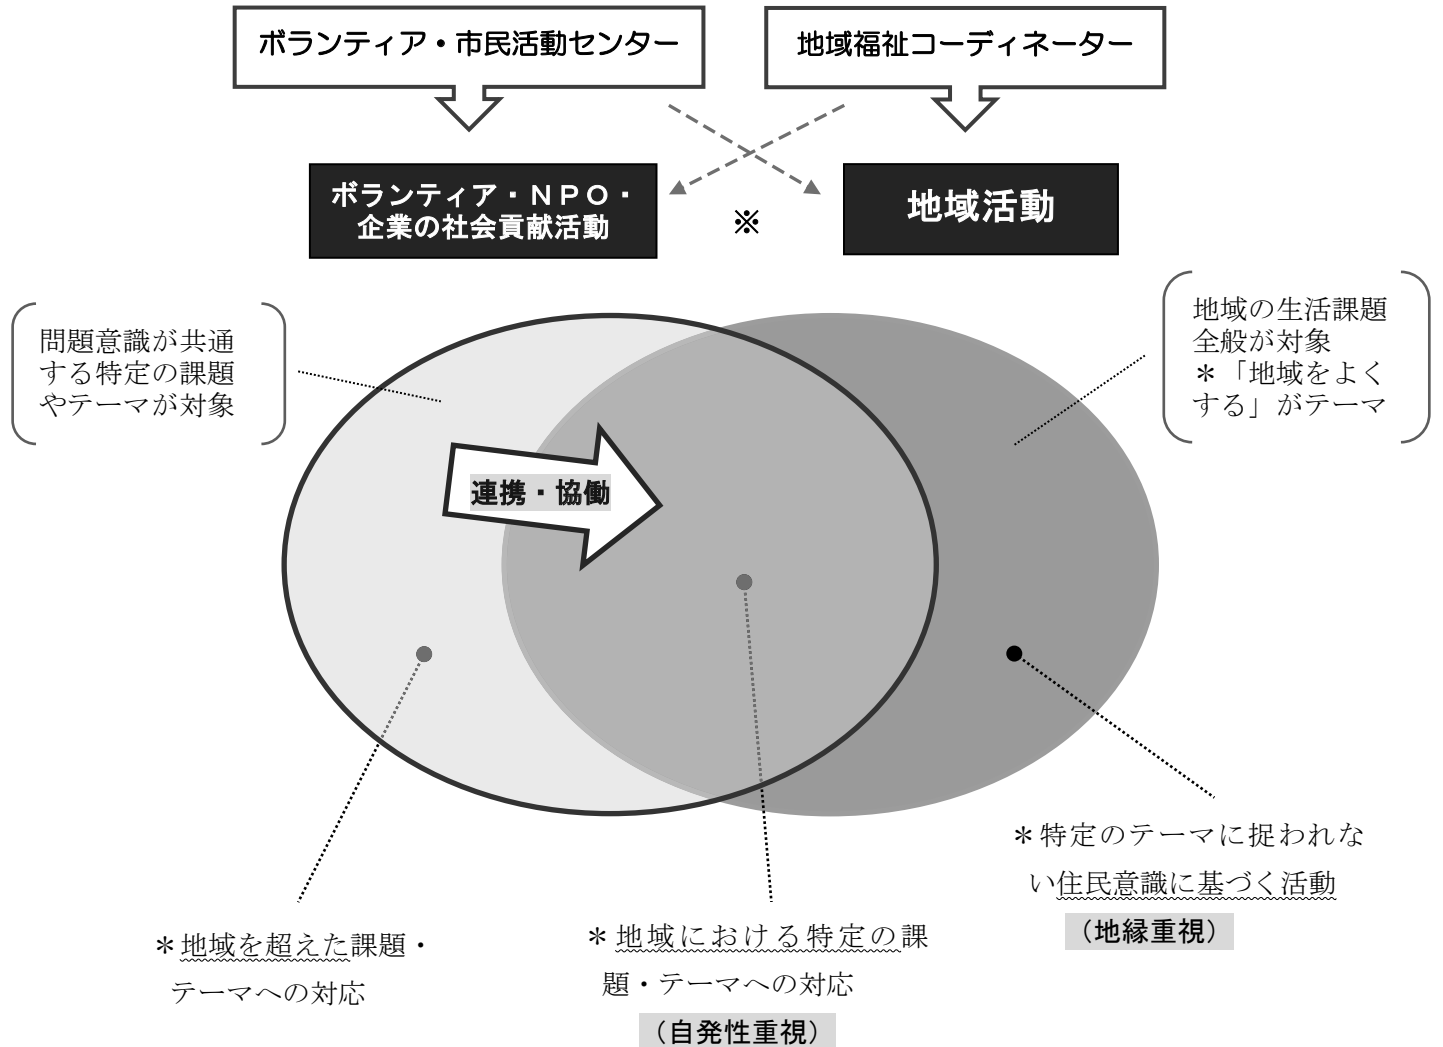 ボランティア・市民活動センター
地域福祉コーディネーター
ボランティア・ＮＰＯ・
企業の社会貢献活動
※
地域活動
問題意識が共通
する特定の課題
やテーマが対象
地域の生活課題
全般が対象
＊「地域をよく
する」がテーマ
連携・協働
＊地域を超えた課題・
テーマへの対応
＊地域における特定の課
題・テーマへの対応
（自発性重視）
＊特定のテーマに捉われな
い住民意識に基づく活動
（地縁重視）